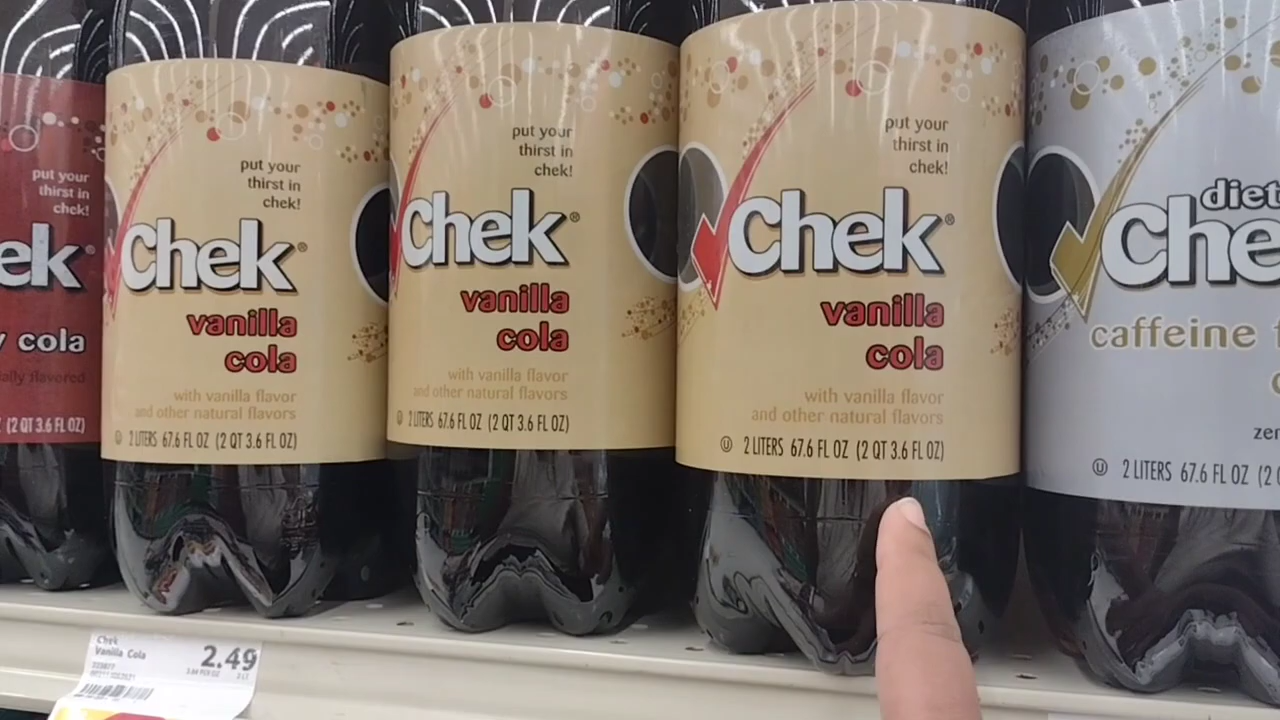 put your
thirst in
chek!
ek®
y cola
ially flavored
(2 QT 3.6 FL OZ)
put your
thirst in
chek!
Chek®
vanilla
cola
with vanilla flavor
and other natural flavors
U 2 LITERS 67.6 FL OZ (2 QT 3.6 FL OZ)
put your
thirst in
chek!
Chek®
vanilla
cola
with vanilla flavor
and other natural flavors
U 2 LITERS 67.6 FL OZ (2 QT 3.6 FL OZ)
put your
thirst in
chek!
Chek®
vanilla
cola
with vanilla flavor
and other natural flavors
U 2 LITERS 67.6 FL OZ (2 QT 3.6 FL OZ)
diet
Che
caffeine
zer
U 2 LITERS 67.6 FL OZ (2
Chek
Vanilla Cola
2.49